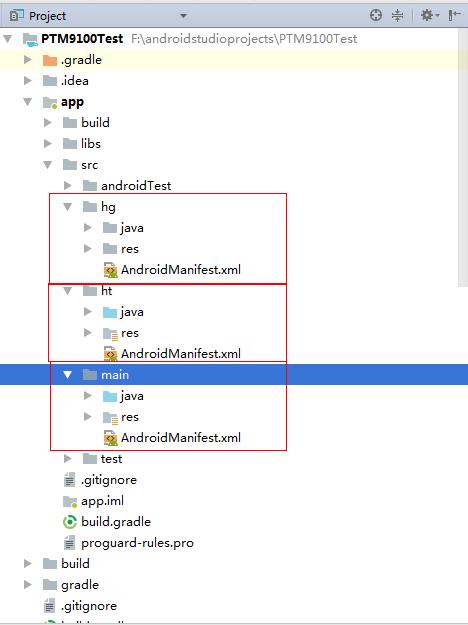 Project
PTM9100Test F:\androidstudioprojects\PTM9100Test
.gradle
.idea
app
build
libs
src
androidTest
hg
java
res
AndroidManifest.xml
ht
java
res
AndroidManifest.xml
main
java
res
AndroidManifest.xml
test
.gitignore
app.iml
build.gradle
proguard-rules.pro
build
gradle
.gitignore